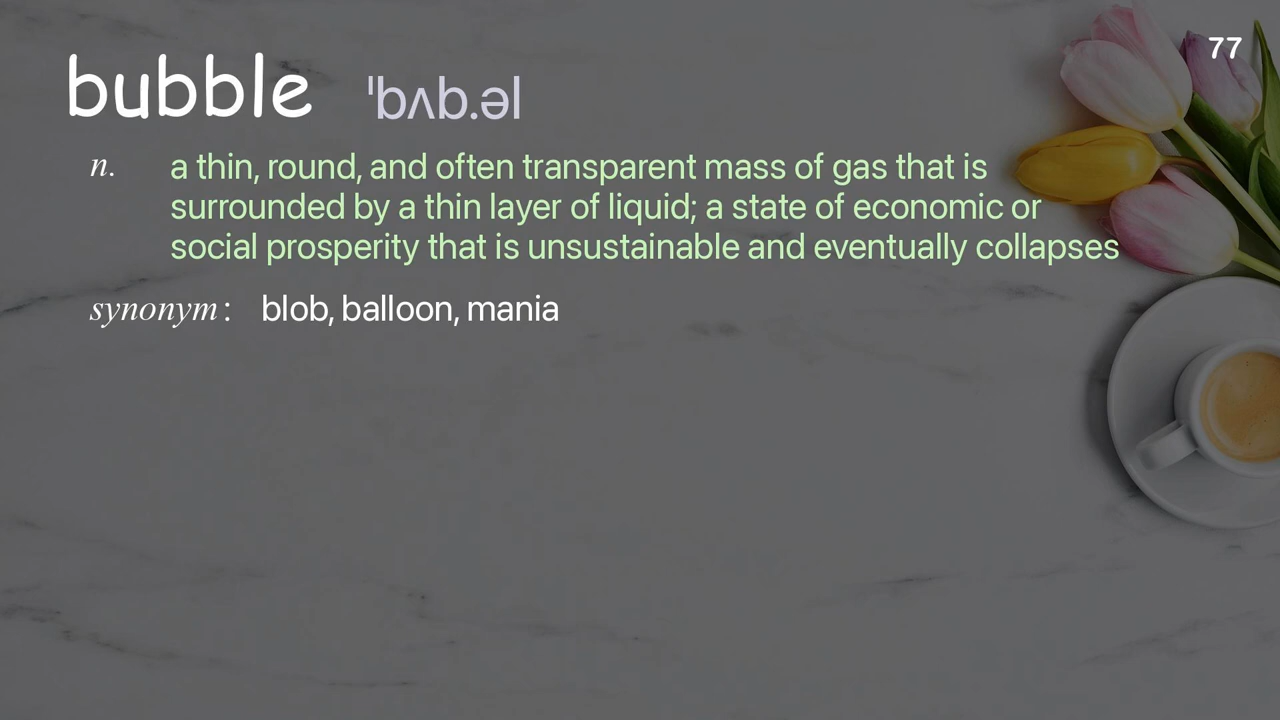 77
bubble ˈbʌb.əl
n. a thin, round, and often transparent mass of gas that is
surrounded by a thin layer of liquid; a state of economic or
social prosperity that is unsustainable and eventually collapses
synonym: blob, balloon, mania